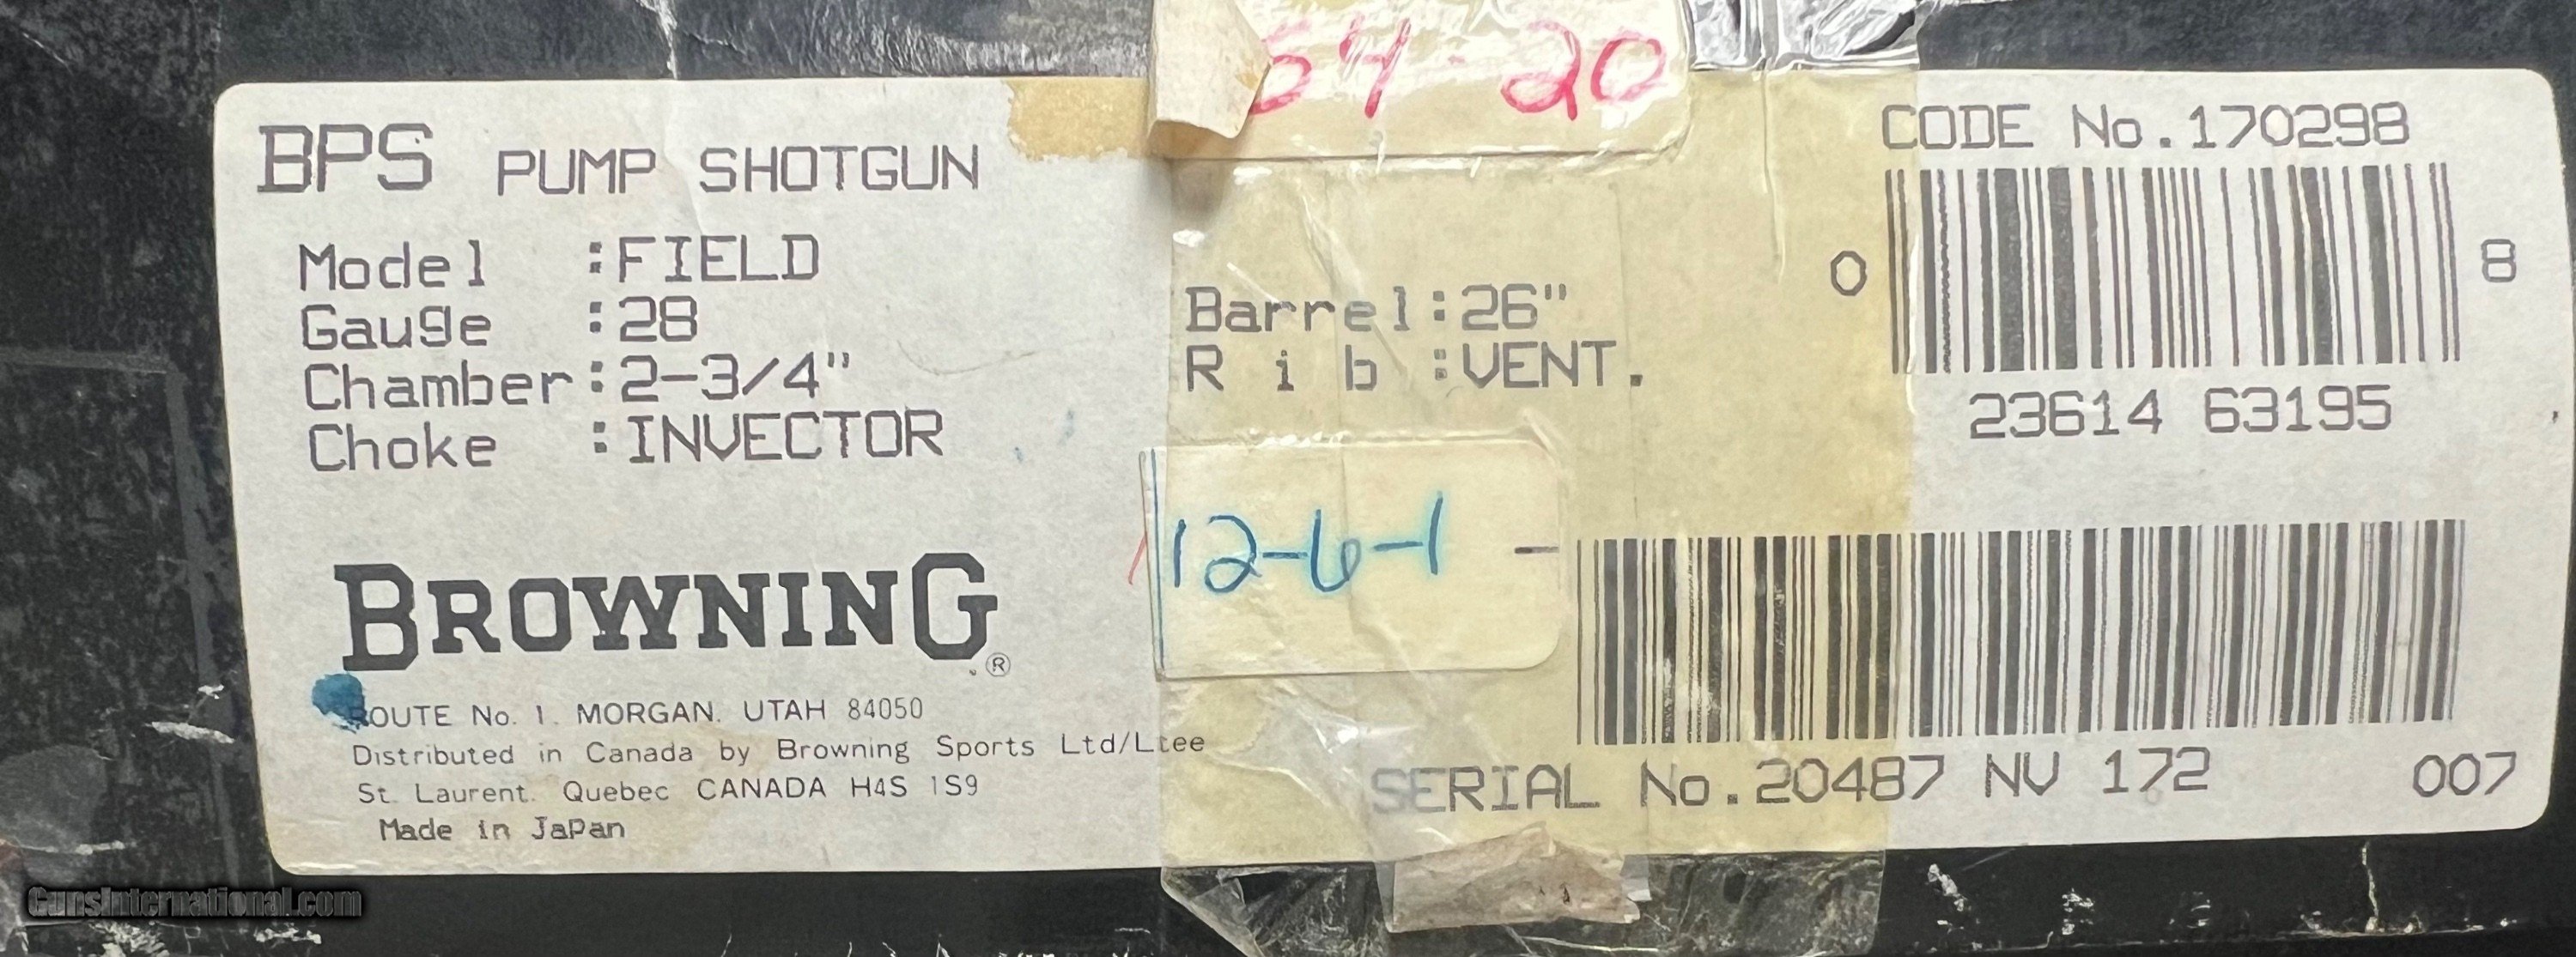 54-20
BPS PUMP SHOTGUN
CODE No.170298
Model :FIELD
Gauge :28
Chamber:2-3/4"
Choke :INVECTOR
Barrel:26"
Rib :VENT.
0 8
23614 63195
12-6-1
BROWNING®
ROUTE No. 1. MORGAN. UTAH 84050
Distributed in Canada by Browning Sports Ltd/Ltee
St. Laurent. Quebec CANADA H4S 1S9
Made in Japan
SERIAL No.20487 NV 172 007
GunsInternational.com